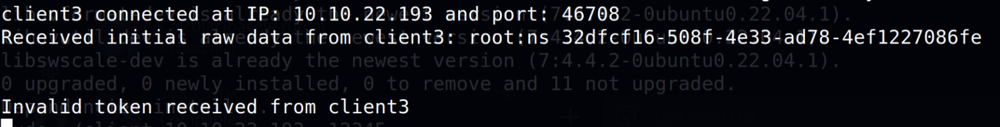 client3 connected at IP: 10.10.22.193 and port: 46708
Received initial raw data from client3: root:ns 32dfcf16-508f-4e33-ad78-4ef1227086fe
libswscale-dev is already the newest version (7:4.4.2-0ubuntu0.22.04.1).
0 upgraded, 0 newly installed, 0 to remove and 11 not upgraded.
Invalid token received from client3